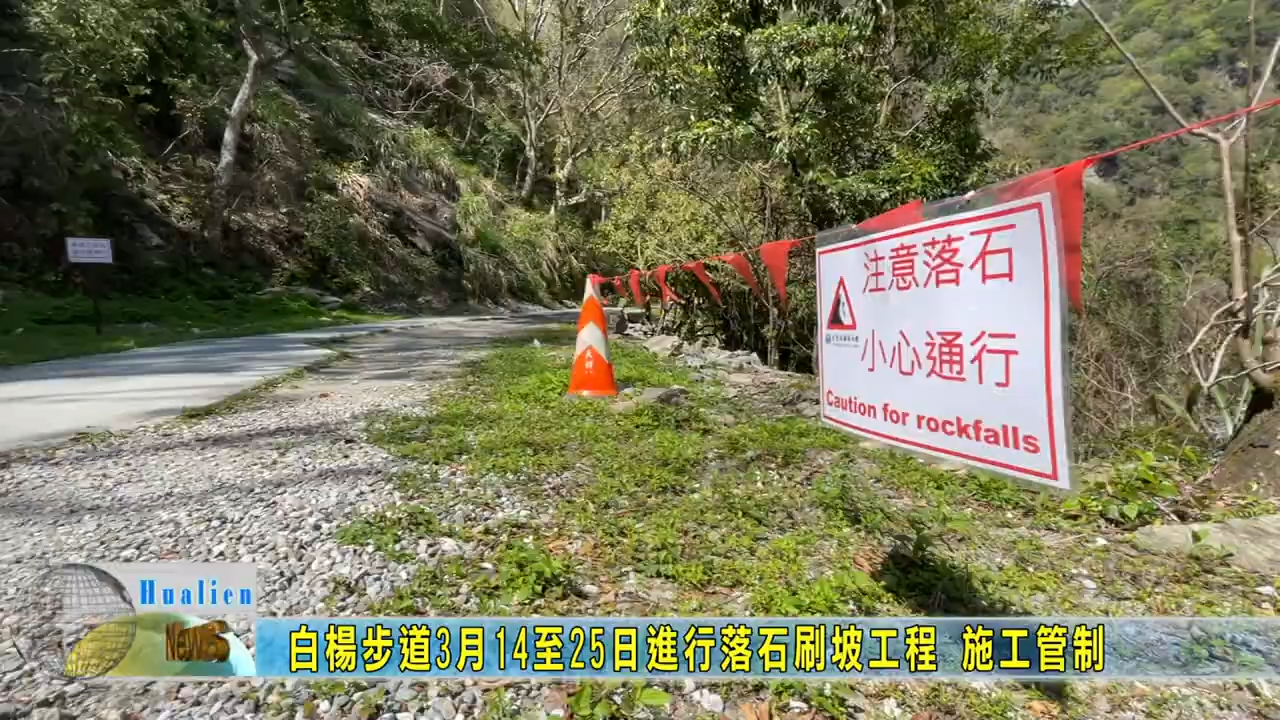 注意落石
小心通行
Caution for rockfalls
Hualien
News
白楊步道3月14至25日進行落石刷坡工程 施工管制